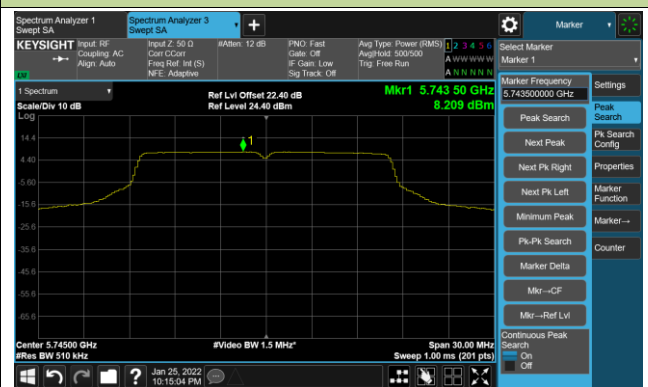 Spectrum Analyzer 1
Swept SA
Spectrum Analyzer 3
Swept SA
+
Marker
KEYSIGHT
Input: RF
Coupling: AC
Align: Auto
Input Z: 50 Ω
Corr CCorr
Freq Ref: Int (S)
NFE: Adaptive
#Atten: 12 dB
PNO: Fast
Gate: Off
IF Gain: Low
Sig Track: Off
Avg Type: Power (RMS)
Avg|Hold: 500/500
Trig: Free Run
1 2 3 4 5 6
A W W W W W
A N N N N N
LXI
Select Marker
Marker 1
1 Spectrum
Scale/Div 10 dB
Log
Ref Lvl Offset 22.40 dB
Ref Level 24.40 dBm
Mkr1 5.743 50 GHz
8.209 dBm
14.4
4.40
-5.60
-15.6
-25.6
-35.6
-45.6
-55.6
-65.6
1
Center 5.74500 GHz
#Res BW 510 kHz
#Video BW 1.5 MHz*
Span 30.00 MHz
Sweep 1.00 ms (201 pts)
Marker Frequency
5.743500000 GHz
Peak Search
Next Peak
Next Pk Right
Next Pk Left
Minimum Peak
Pk-Pk Search
Marker Delta
Mkr→CF
Mkr→Ref Lvl
Continuous Peak
Search
On
Off
Settings
Peak
Search
Pk Search
Config
Properties
Marker
Function
Marker→
Counter
?
Jan 25, 2022
10:15:04 PM